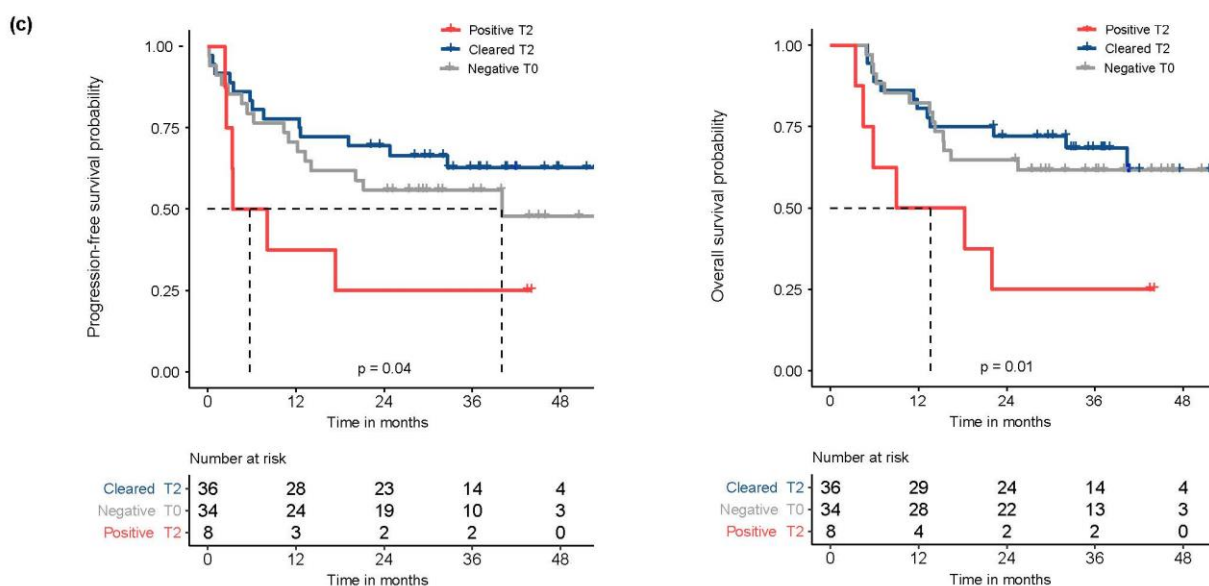 (c)
Positive T2
Cleared T2
Negative T0
1.00
0.75
0.50
0.25
0.00
Progression-free survival probability
p = 0.04
0 12 24 36 48
Time in months
Number at risk
Cleared T2 36 28 23 14 4
Negative T0 34 24 19 10 3
Positive T2 8 3 2 2 0
0 12 24 36 48
Time in months
Positive T2
Cleared T2
Negative T0
1.00
0.75
0.50
0.25
0.00
Overall survival probability
p = 0.01
0 12 24 36 48
Time in months
Number at risk
Cleared T2 36 29 24 14 4
Negative T0 34 28 22 13 3
Positive T2 8 4 2 2 0
0 12 24 36 48
Time in months